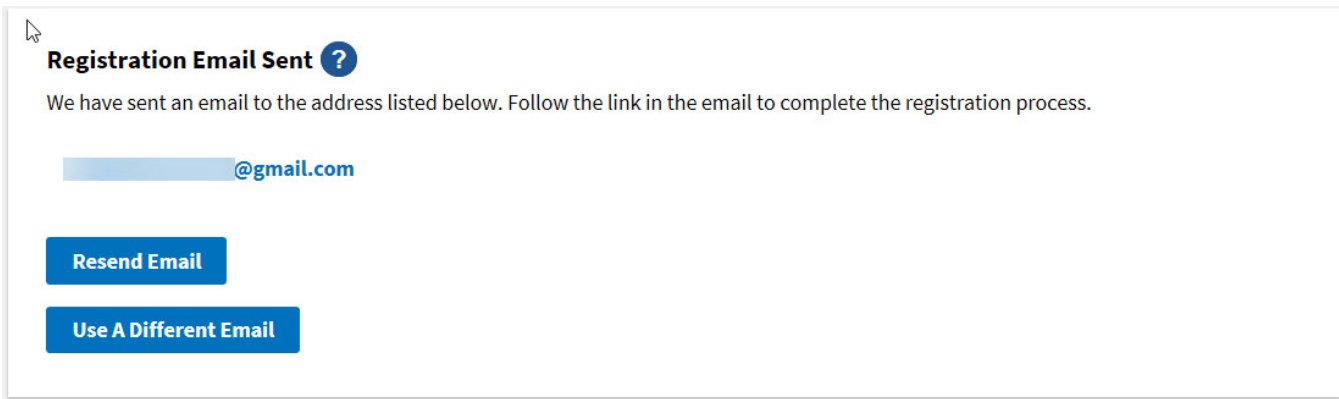 Registration Email Sent ?
We have sent an email to the address listed below. Follow the link in the email to complete the registration process.
@gmail.com
Resend Email
Use A Different Email